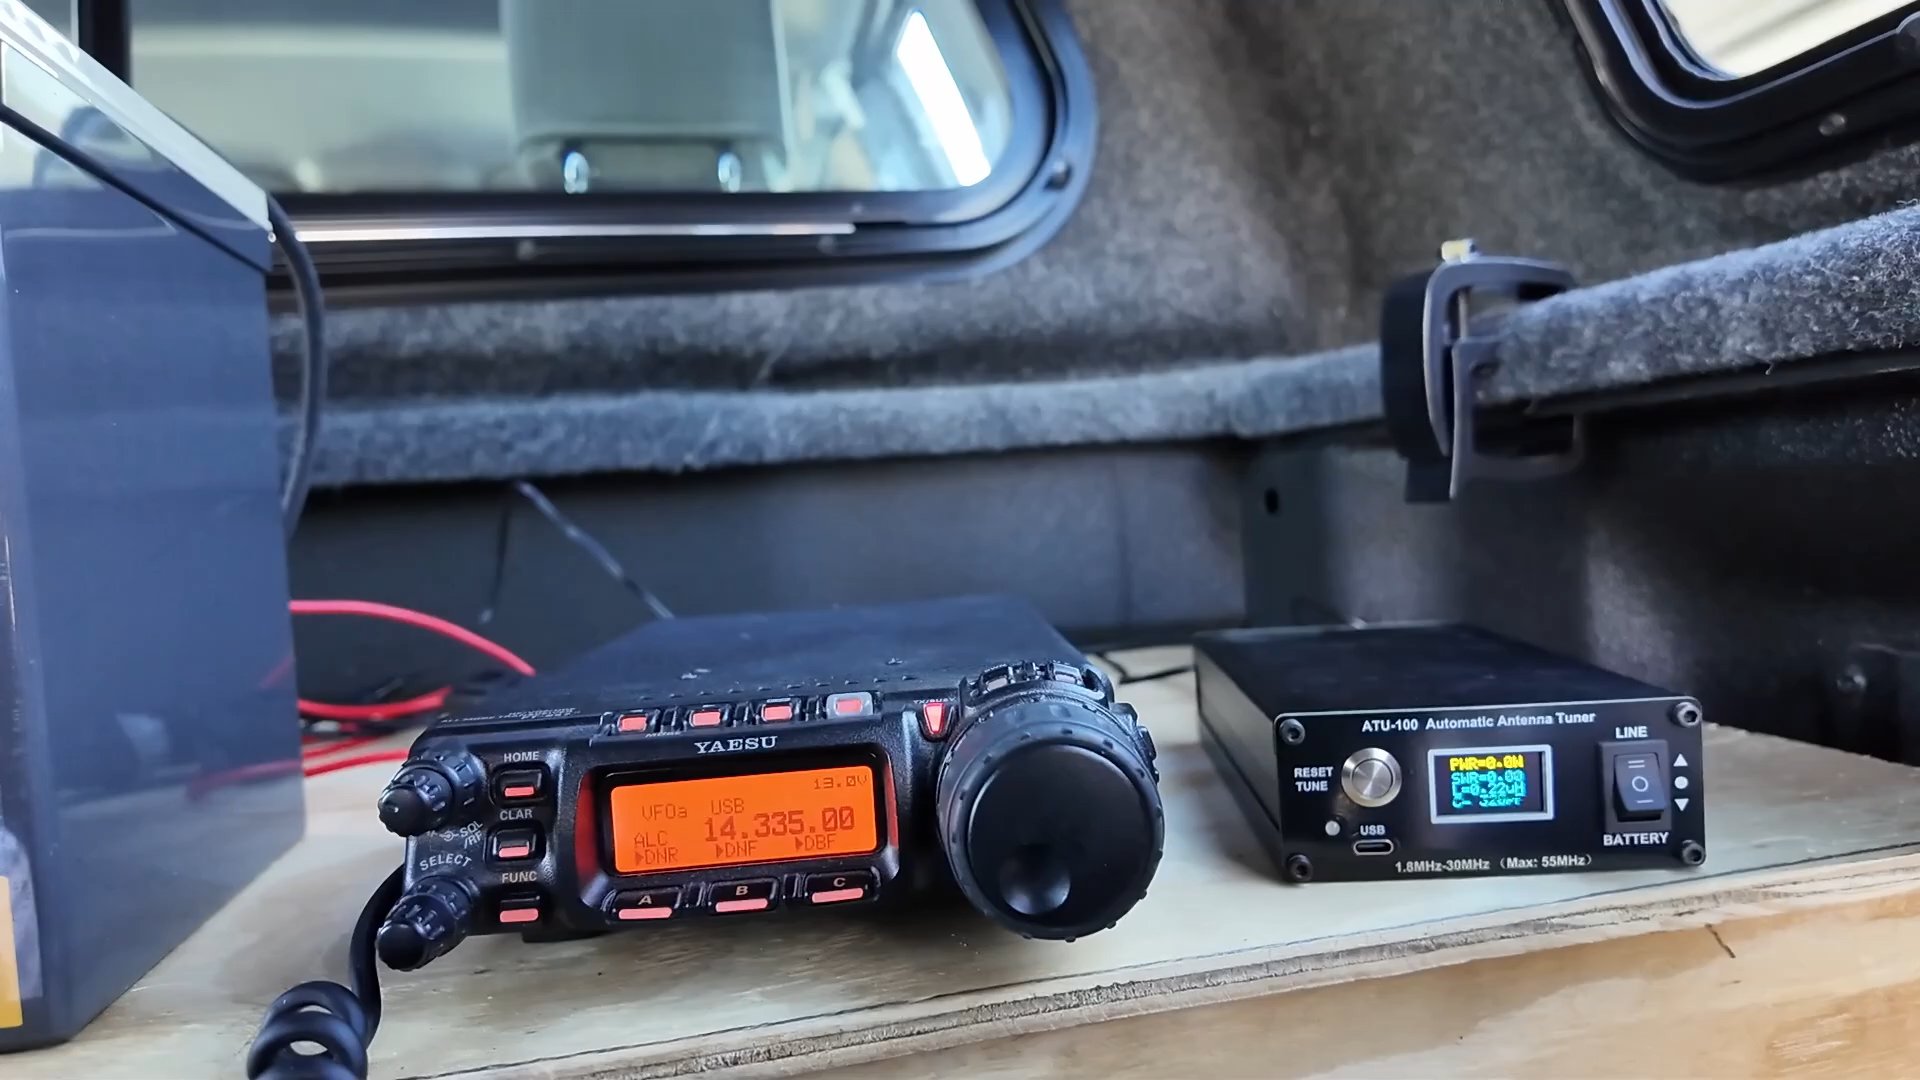 YAESU
HOME
CLAR
SELECT
FUNC
SQL
/RF
13.0V
VFOa USB
14.335.00
ALC
DNR DNF DBF
A B C
ATU-100 Automatic Antenna Tuner
RESET
TUNE
PWR=0.0W
SWR=0.00
L=0.22uH
USB
LINE
BATTERY
1.8MHz-30MHz (Max: 55MHz)